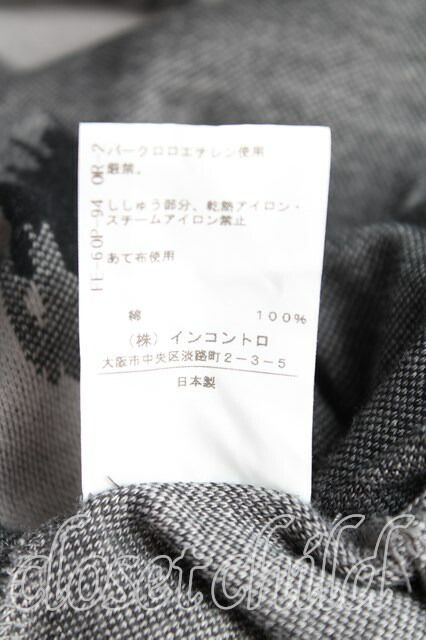 パークロロエチレン使用
厳禁。
ししゅう部分、乾熱アイロン・
スチームアイロン禁止
あて布使用
綿 100%
(株)インコントロ
大阪市中央区淡路町2-3-5
日本製
closet child